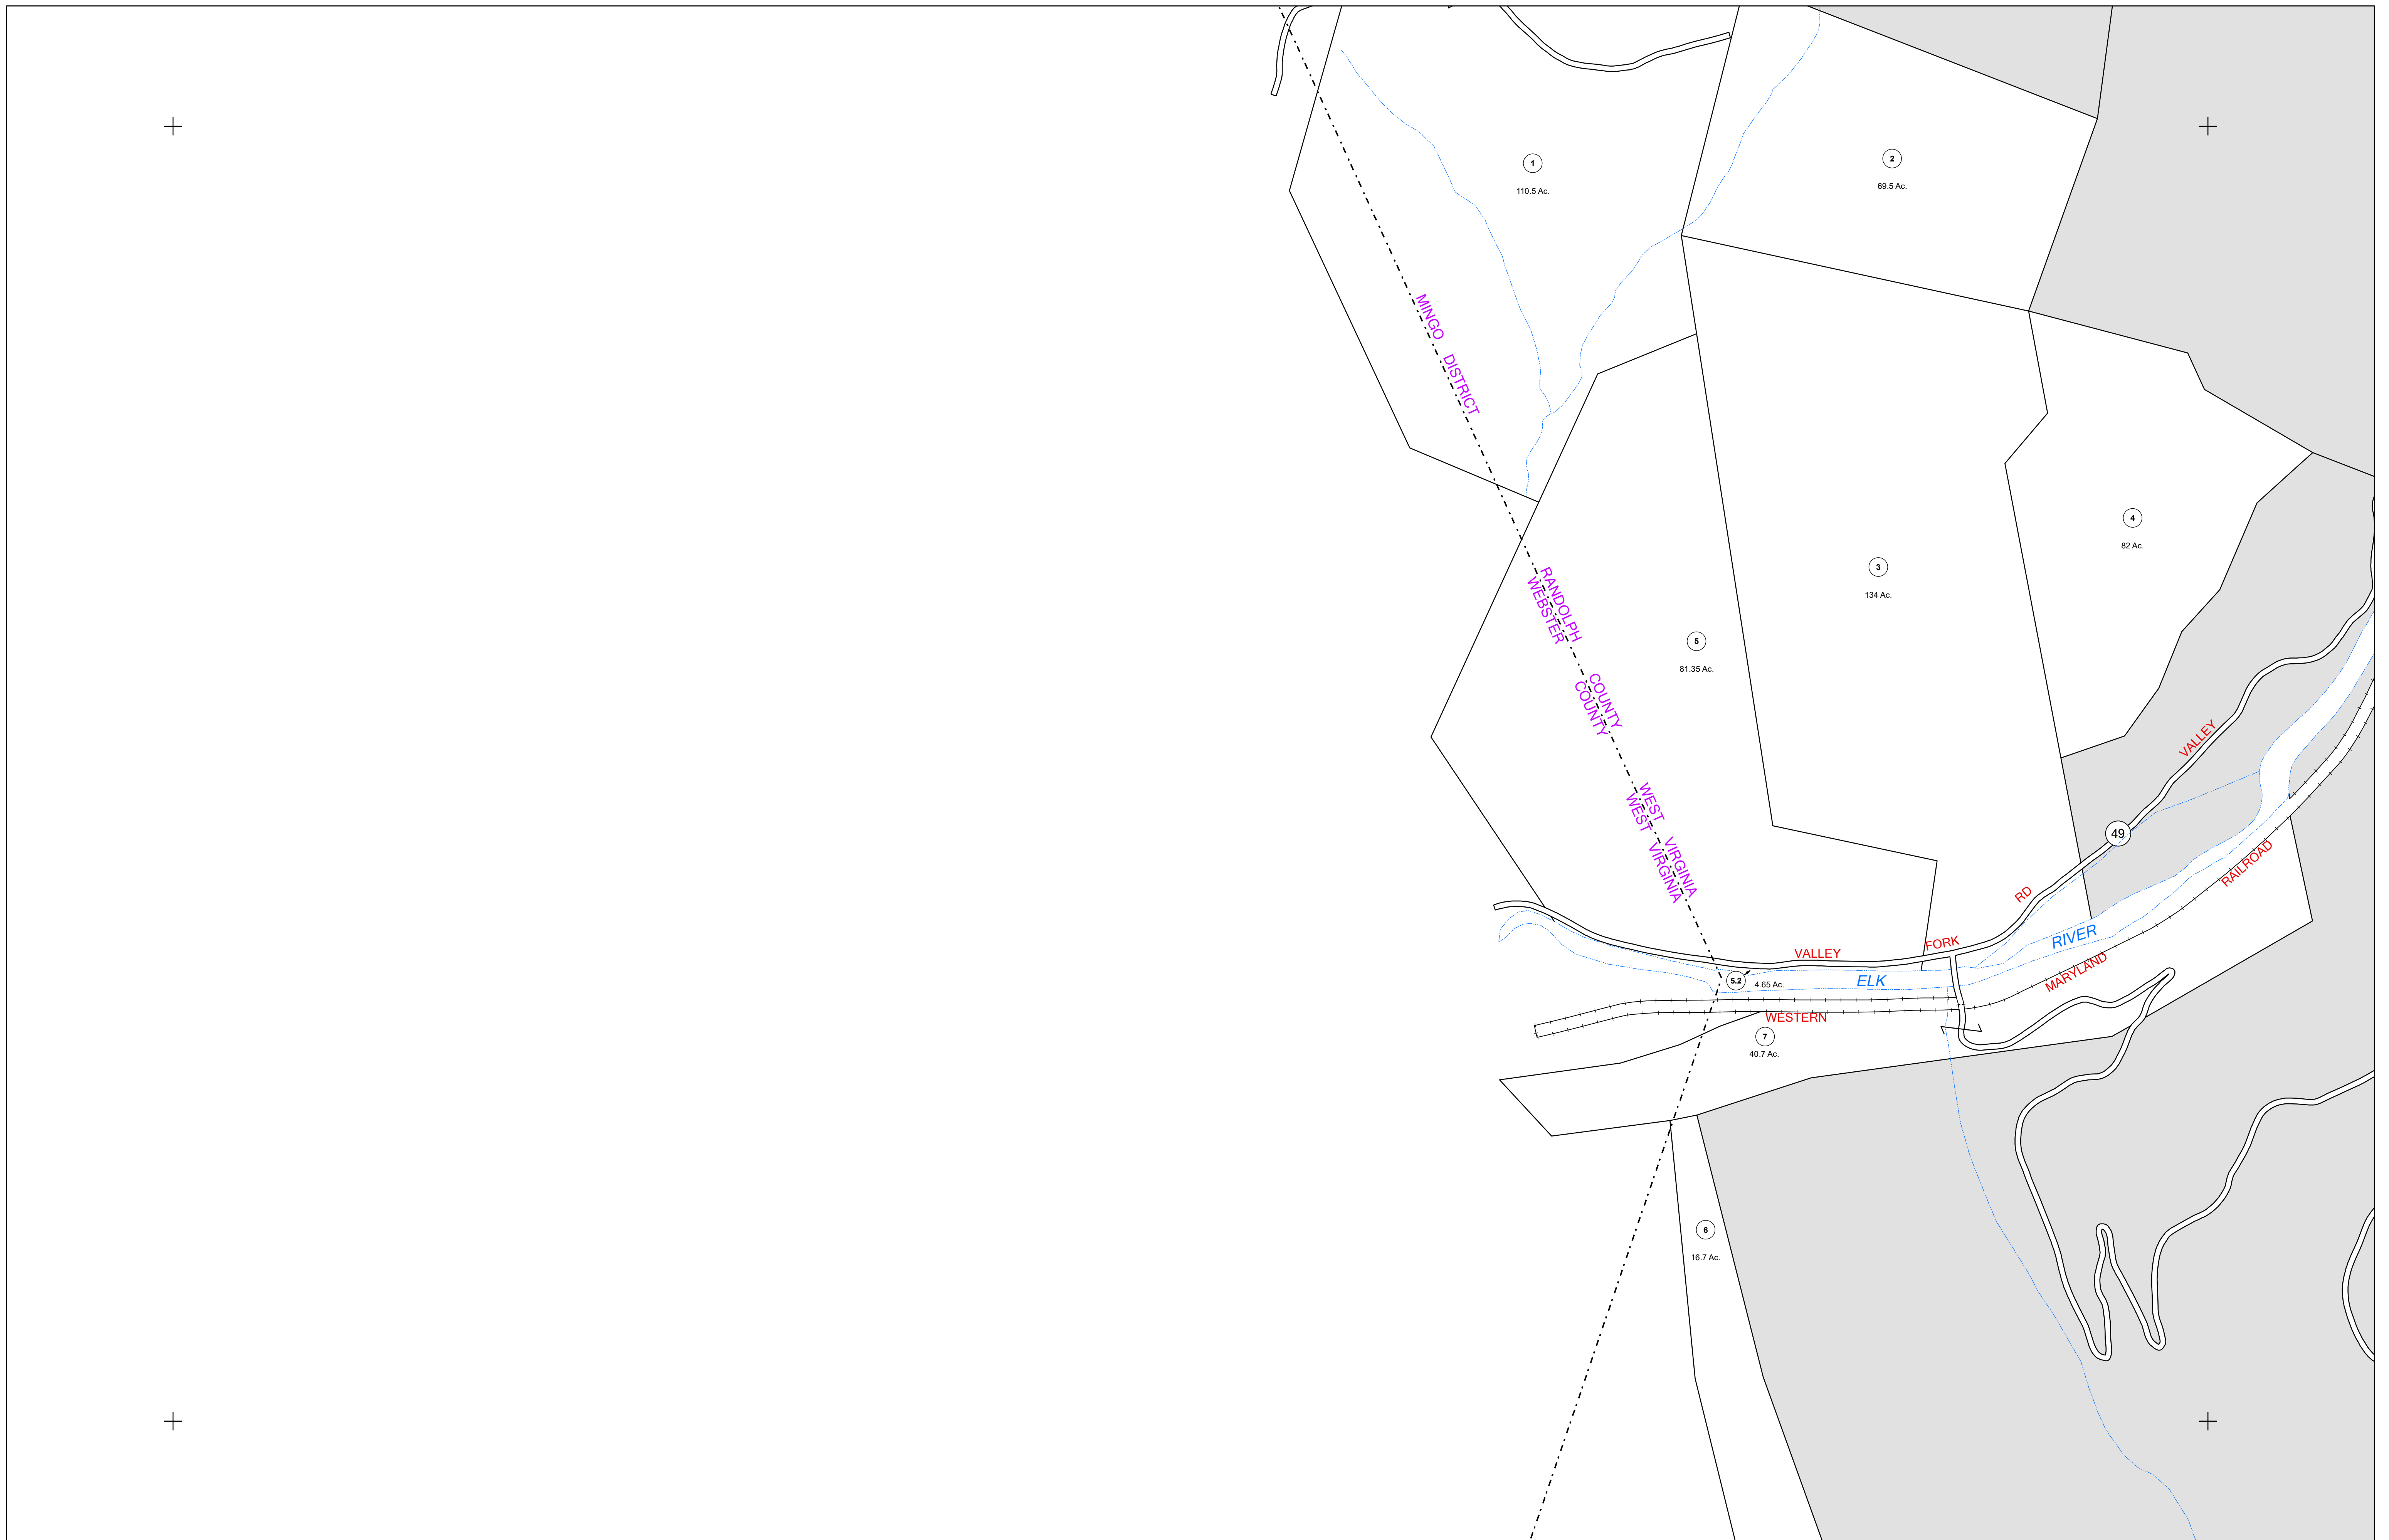 1
110.5 Ac.
2
69.5 Ac.
MINGO DISTRICT
4
82 Ac.
3
134 Ac.
RANDOLPH COUNTY WEST VIRGINIA
WEBSTER COUNTY WEST VIRGINIA
5
81.35 Ac.
VALLEY
49
RAILROAD
RD
RIVER
FORK
VALLEY
MARYLAND
5.2
4.65 Ac.
ELK
WESTERN
7
40.7 Ac.
6
16.7 Ac.